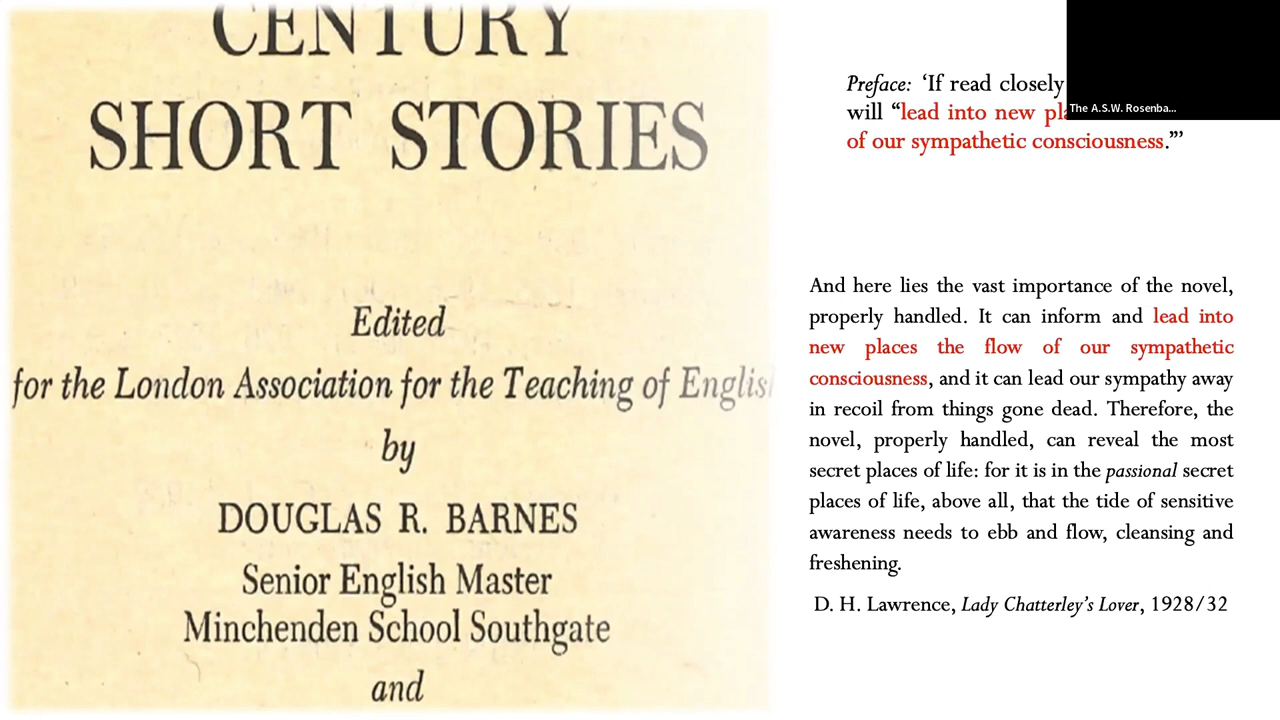 CENTURY
SHORT STORIES
Edited
for the London Association for the Teaching of English
by
DOUGLAS R. BARNES
Senior English Master
Minchenden School Southgate
and
Preface: ‘If read closely
will “lead into new
of our sympathetic consciousness.”’
The A.S.W. Rosenba...
And here lies the vast importance of the novel,
properly handled. It can inform and lead into
new places the flow of our sympathetic
consciousness, and it can lead our sympathy away
in recoil from things gone dead. Therefore, the
novel, properly handled, can reveal the most
secret places of life: for it is in the passional secret
places of life, above all, that the tide of sensitive
awareness needs to ebb and flow, cleansing and
freshening.
D. H. Lawrence, Lady Chatterley’s Lover, 1928/32